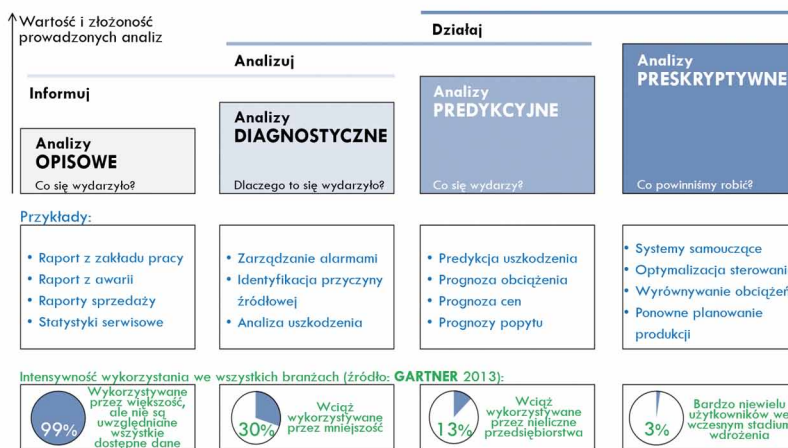 Wartość i złożoność
prowadzonych analiz
Działaj
Analizuj
Informuj
Analizy
OPISOWE
Co się wydarzyło?
Analizy
DIAGNOSTYCZNE
Dlaczego to się wydarzyło?
Analizy
PREDYKCYJNE
Co się wydarzy?
Analizy
PRESKRYPTYWNE
Co powinniśmy robić?
Przykłady:
• Raport z zakładu pracy
• Raport z awarii
• Raporty sprzedaży
• Statystyki serwisowe
• Zarządzanie alarmami
• Identyfikacja przyczyny
źródłowej
• Analiza uszkodzenia
• Predykcja uszkodzenia
• Prognoza obciążenia
• Prognoza cen
• Prognozy popytu
• Systemy samouczące
• Optymalizacja sterowani
• Wyrównywanie obciążeń
• Ponowne planowanie
produkcji
Intensywność wykorzystania we wszystkich branżach (źródło: GARTNER 2013):
99%
Wykorzystywane
przez większość,
ale nie są
uwzględniane
wszystkie
dostępne dane
30%
Wciąż
wykorzystywane
przez mniejszość
13%
Wciąż
wykorzystywane
przez nieliczne
przedsiębiorstwa
3%
Bardzo niewielu
użytkowników we
wczesnym stadium
wdrożenia